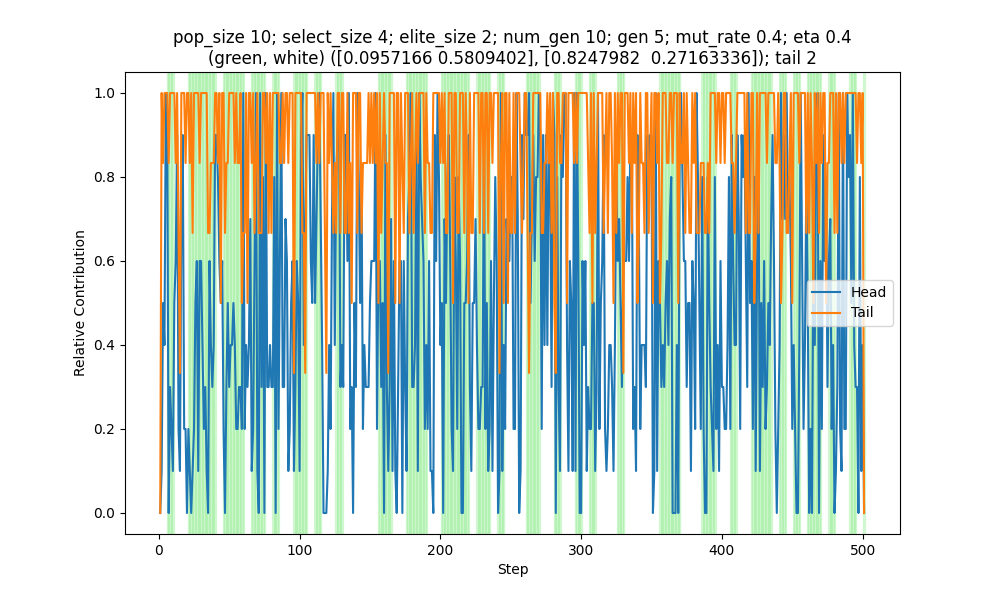 pop_size 10; select_size 4; elite_size 2; num_gen 10; gen 5; mut_rate 0.4; eta 0.4
(green, white) ([0.0957166 0.5809402], [0.8247982  0.27163336]); tail 2
1.0
0.8
0.6
0.4
0.2
0.0
Relative Contribution
Head
Tail
0
100
200
300
400
500
Step